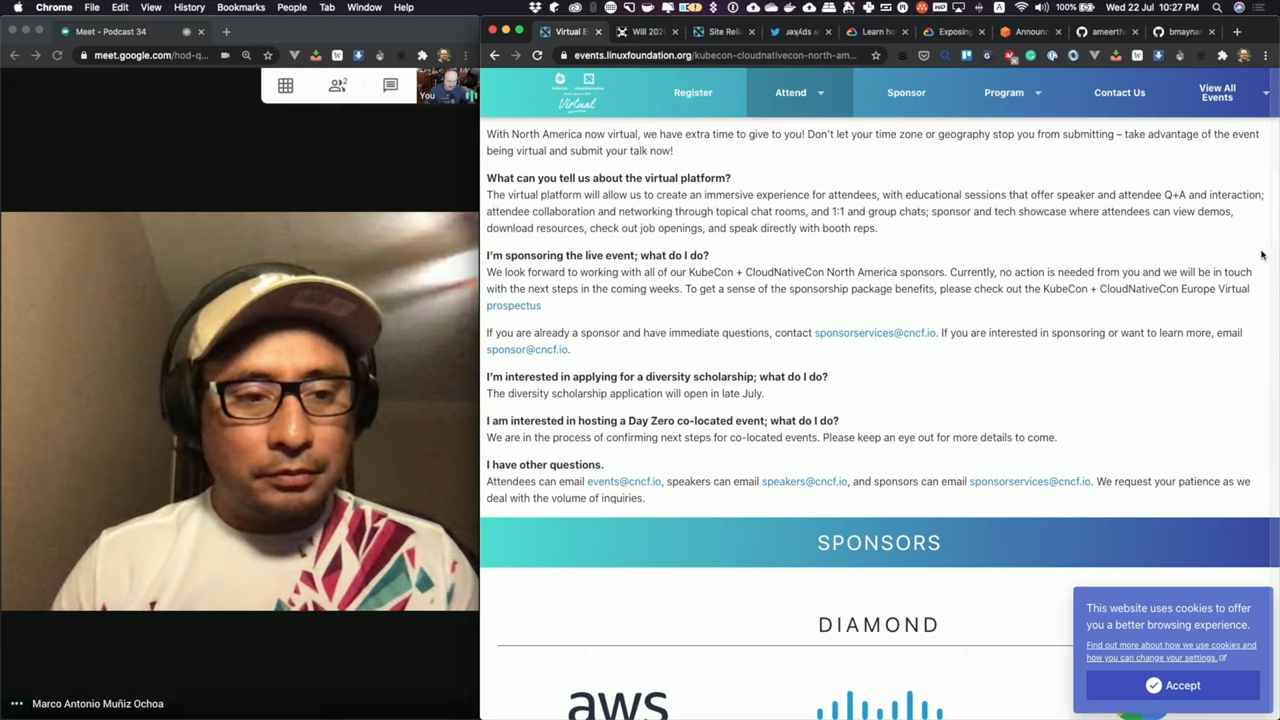 Chrome File Edit View History Bookmarks People Tab Window Help
100% Wed 22 Jul 10:27 PM
Meet - Podcast 34
meet.google.com/hod-q...
You
2
Marco Antonio Muñiz Ochoa
Virtual E
Will 202
Site Reli
Learn ho
Exposing
Announc
ameerth
bmaynar
events.linuxfoundation.org/kubecon-cloudnativecon-north-am...
Virtual
Register
Attend
Sponsor
Program
Contact Us
View All
Events
With North America now virtual, we have extra time to give to you! Don't let your time zone or geography stop you from submitting – take advantage of the event
being virtual and submit your talk now!
What can you tell us about the virtual platform?
The virtual platform will allow us to create an immersive experience for attendees, with educational sessions that offer speaker and attendee Q+A and interaction;
attendee collaboration and networking through topical chat rooms, and 1:1 and group chats; sponsor and tech showcase where attendees can view demos,
download resources, check out job openings, and speak directly with booth reps.
I'm sponsoring the live event; what do I do?
We look forward to working with all of our KubeCon + CloudNativeCon North America sponsors. Currently, no action is needed from you and we will be in touch
with the next steps in the coming weeks. To get a sense of the sponsorship package benefits, please check out the KubeCon + CloudNativeCon Europe Virtual
prospectus
If you are already a sponsor and have immediate questions, contact sponsorservices@cncf.io. If you are interested in sponsoring or want to learn more, email
sponsor@cncf.io.
I'm interested in applying for a diversity scholarship; what do I do?
The diversity scholarship application will open in late July.
I am interested in hosting a Day Zero co-located event; what do I do?
We are in the process of confirming next steps for co-located events. Please keep an eye out for more details to come.
I have other questions.
Attendees can email events@cncf.io, speakers can email speakers@cncf.io, and sponsors can email sponsorservices@cncf.io. We request your patience as we
deal with the volume of inquiries.
SPONSORS
DIAMOND
aws
This website uses cookies to offer
you a better browsing experience.
Find out more about how we use cookies and
how you can change your settings.
Accept